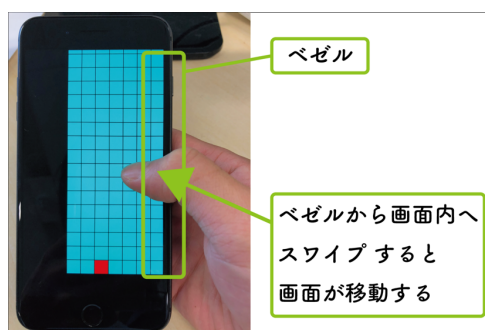 ベゼル
ベゼルから画面内へ
スワイプ すると
画面が移動する